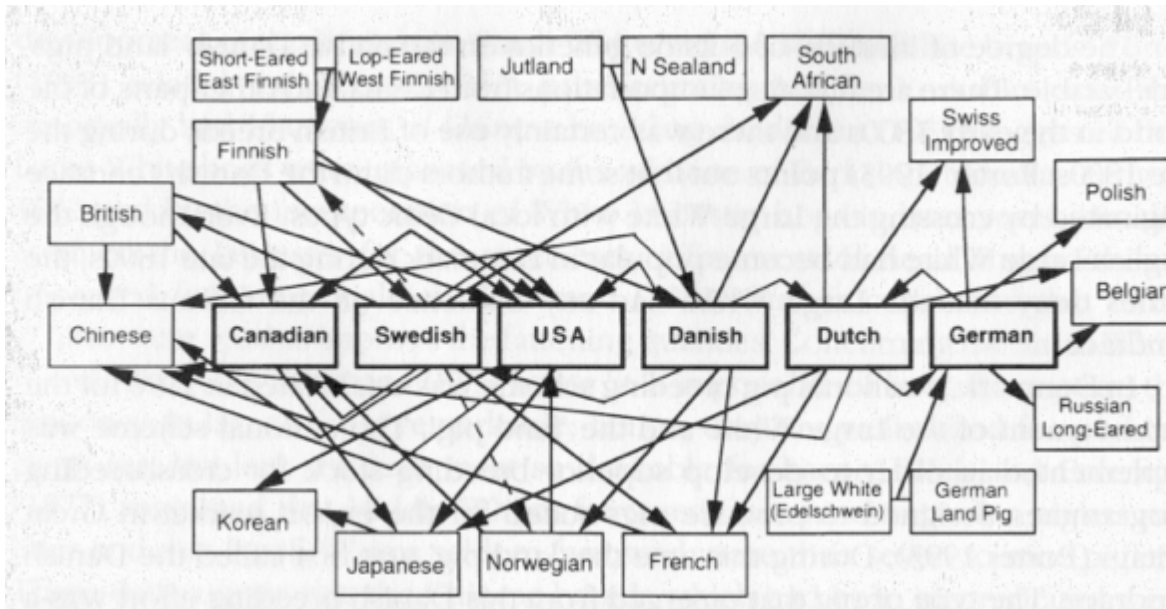 Short-Eared
East Finnish
Lop-Eared
West Finnish
Jutland
N Sealand
South
African
Swiss
Improved
Finnish
Polish
British
Belgian
Chinese
Canadian
Swedish
USA
Danish
Dutch
German
Russian
Long-Eared
Large White
(Edelschwein)
German
Land Pig
Korean
Japanese
Norwegian
French